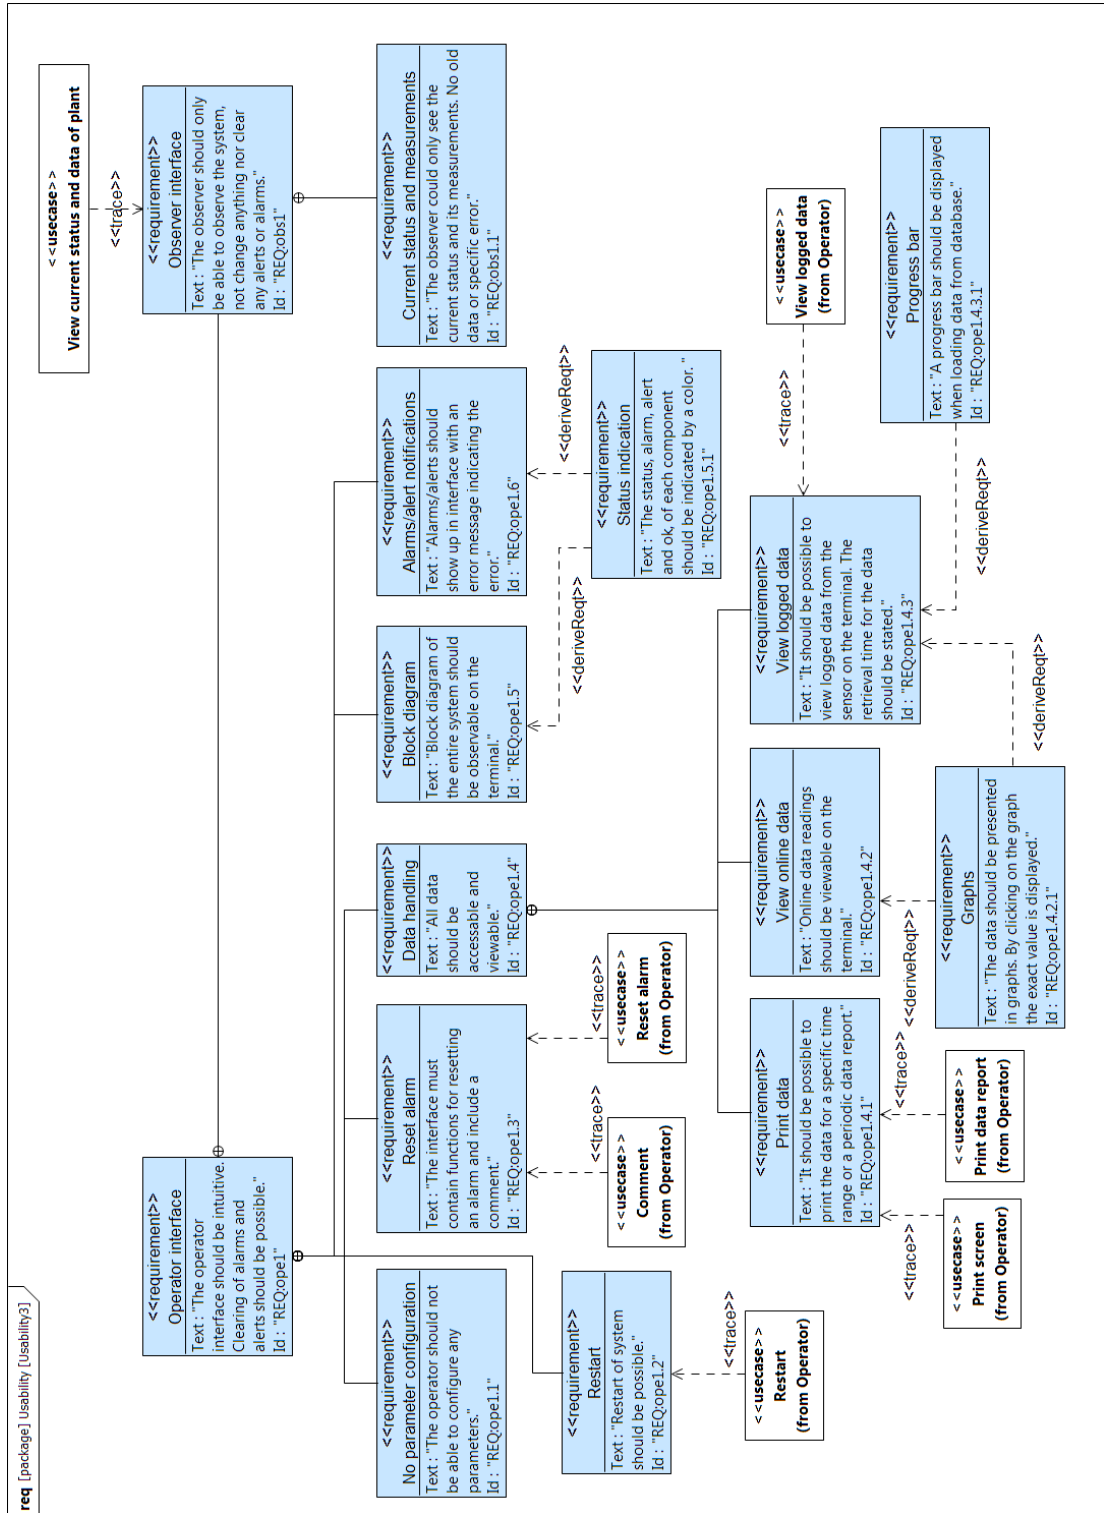 req [package] Usability [Usability3]
<<requirement>>
Operator interface
Text : "The operator
interface should be intuitive.
Clearing of alarms and
alerts should be possible."
Id : "REQ:ope1"
<<usecase>>
View current status and data of plant
<<trace>>
<<requirement>>
Observer interface
Text : "The observer should only
be able to observe the system,
not change anything nor clear
any alerts or alarms."
Id : "REQ:obs1"
<<requirement>>
No parameter configuration
Text : "The operator should not
be able to configure any
parameters."
Id : "REQ:ope1.1"
<<requirement>>
Reset alarm
Text : "The interface must
contain functions for resetting
an alarm and include a
comment."
Id : "REQ:ope1.3"
<<requirement>>
Data handling
Text : "All data
should be
accessable and
viewable."
Id : "REQ:ope1.4"
<<requirement>>
Block diagram
Text : "Block diagram of
the entire system should
be observable on the
terminal."
Id : "REQ:ope1.5"
<<requirement>>
Alarms/alert notifications
Text : "Alarms/alerts should
show up in interface with an
error message indicating the
error."
Id : "REQ:ope1.6"
<<requirement>>
Current status and measurements
Text : "The observer could only see the
current status and its measurements. No old
data or specific error."
Id : "REQ:obs1.1"
<<requirement>>
Restart
Text : "Restart of system
should be possible."
Id : "REQ:ope1.2"
<<trace>>
<<usecase>>
Comment
(from Operator)
<<trace>>
<<usecase>>
Reset alarm
(from Operator)
<<deriveReqt>>
<<deriveReqt>>
<<requirement>>
Status indication
Text : "The status, alarm, alert
and ok, of each component
should be indicated by a color. "
Id : "REQ:ope1.5.1"
<<trace>>
<<usecase>>
Restart
(from Operator)
<<requirement>>
Print data
Text : "It should be possible to
print the data for a specific time
range or a periodic data report."
Id : "REQ:ope1.4.1"
<<requirement>>
View online data
Text : "Online data readings
should be viewable on the
terminal."
Id : "REQ:ope1.4.2"
<<requirement>>
View logged data
Text : "It should be possible to
view logged data from the
sensor on the terminal. The
retrieval time for the data
should be stated."
Id : "REQ:ope1.4.3"
<<trace>>
<<usecase>>
View logged data
(from Operator)
<<trace>>
<<usecase>>
Print screen
(from Operator)
<<trace>>
<<usecase>>
Print data report
(from Operator)
<<deriveReqt>>
<<requirement>>
Graphs
Text : "The data should be presented
in graphs. By clicking on the graph
the exact value is displayed."
Id : "REQ:ope1.4.2.1"
<<deriveReqt>>
<<deriveReqt>>
<<requirement>>
Progress bar
Text : "A progress bar should be displayed
when loading data from database."
Id : "REQ:ope1.4.3.1"